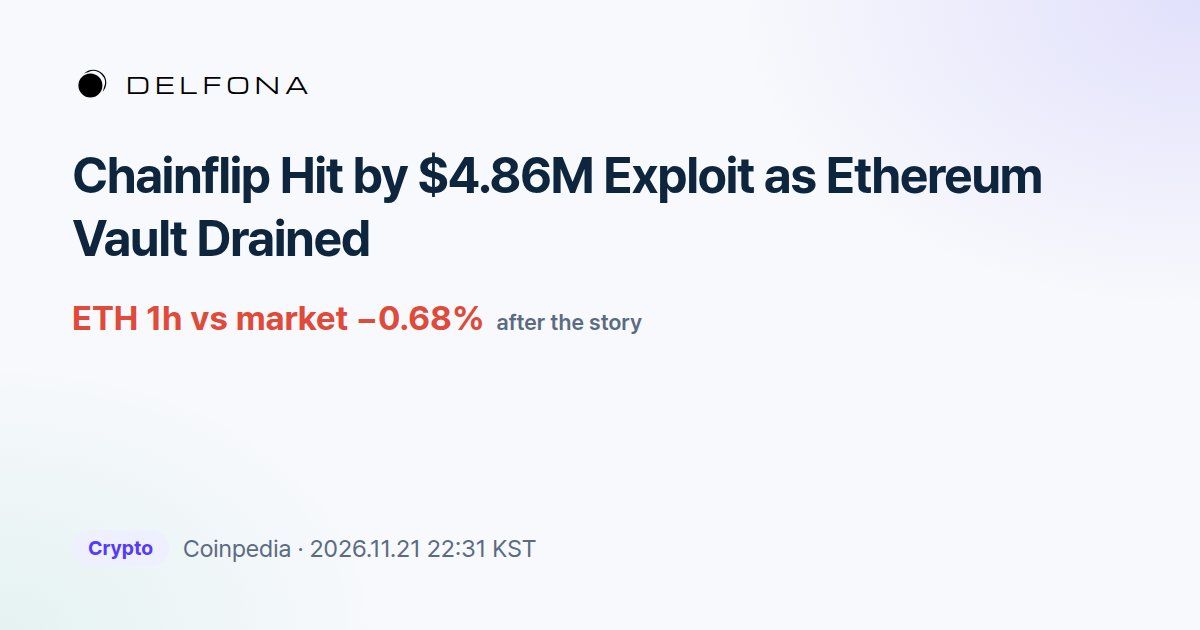 DELFONA
Chainflip Hit by $4.86M Exploit as Ethereum
Vault Drained
ETH 1h vs market −0.68% after the story
Crypto Coinpedia · 2026.11.21 22:31 KST